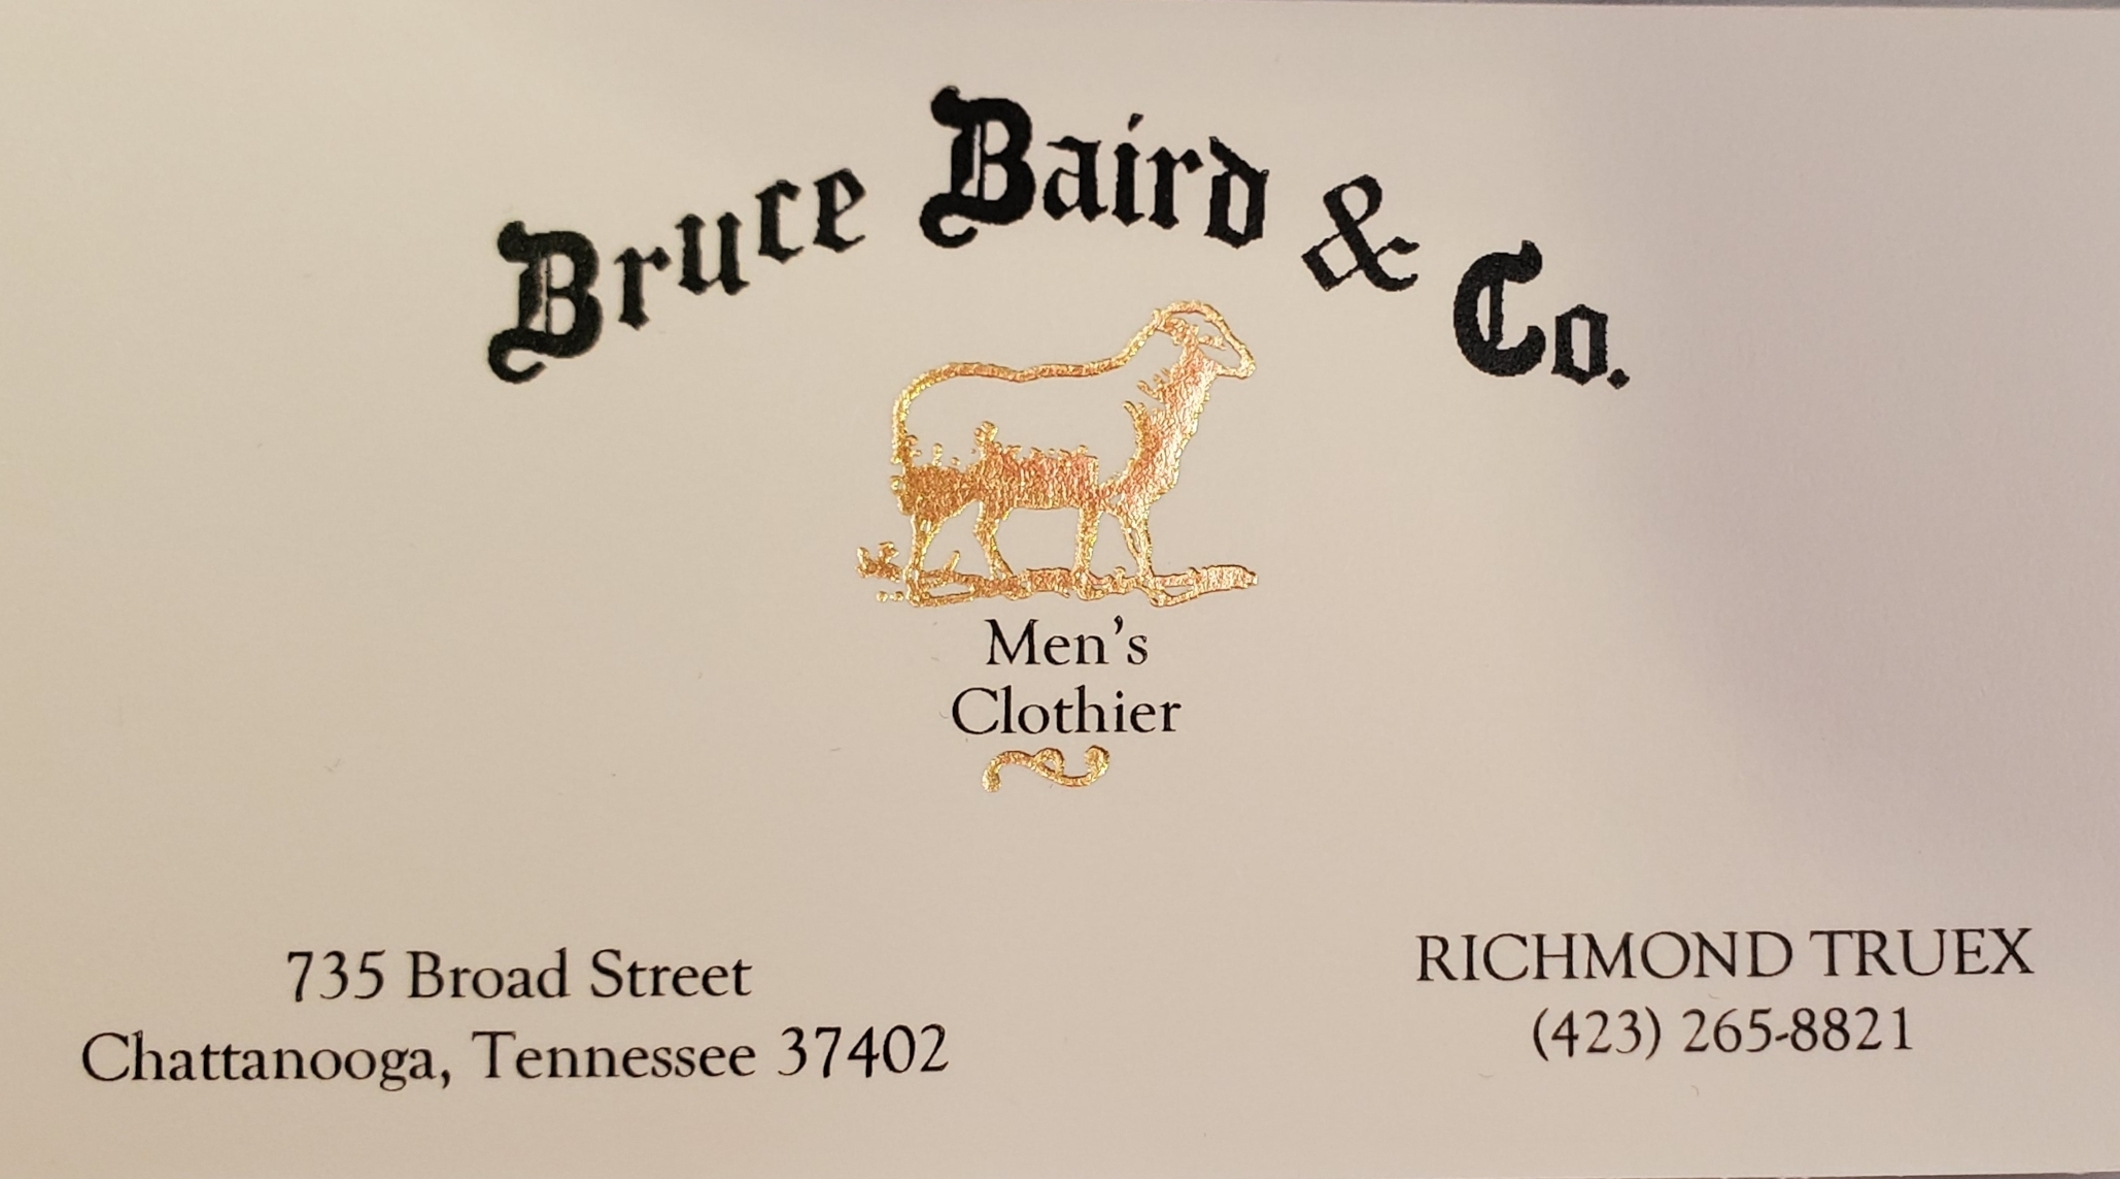 Bruce Baird & Co.
Men's
Clothier
735 Broad Street
Chattanooga, Tennessee 37402
RICHMOND TRUEX
(423) 265-8821